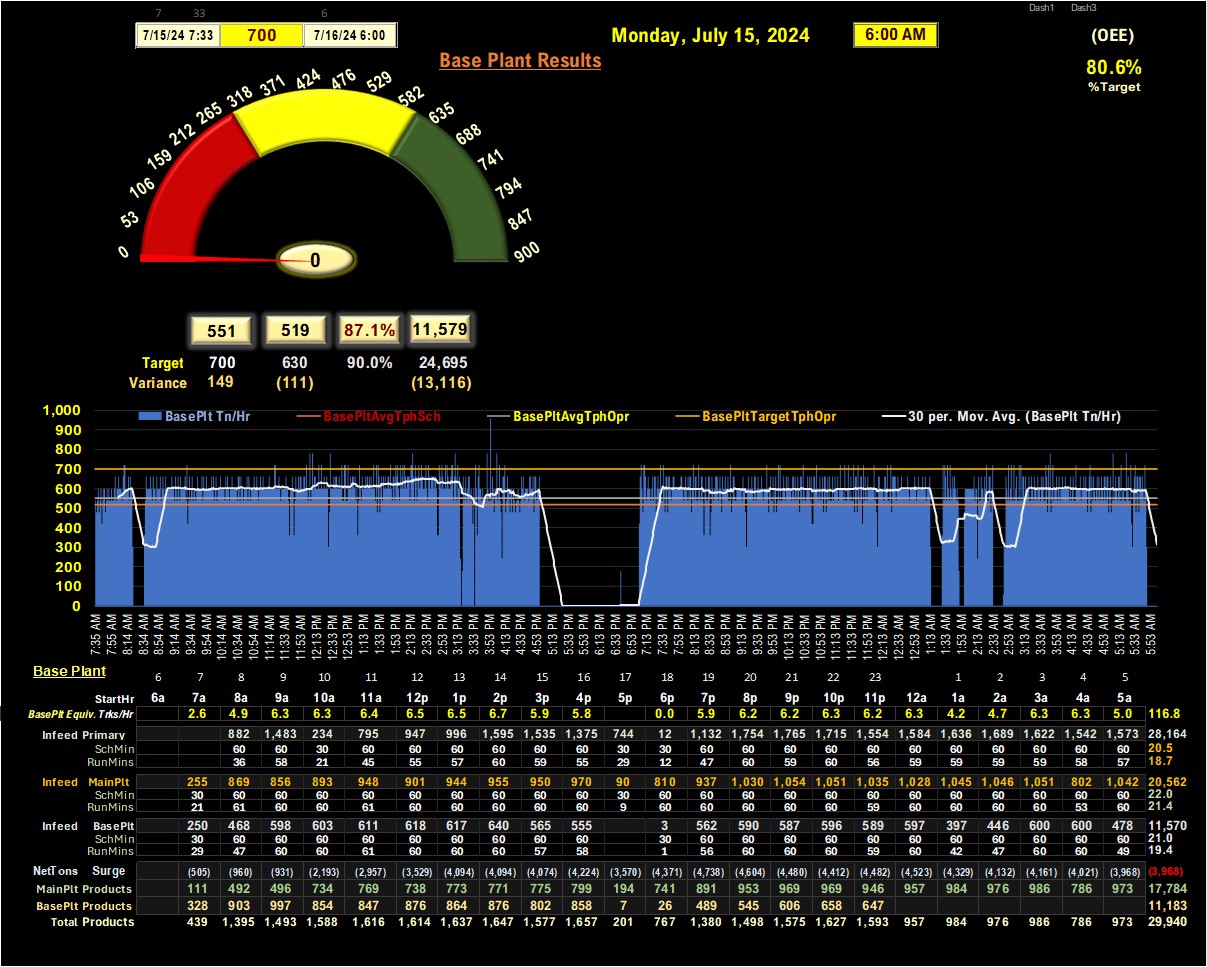 7 33 6 Dash1 Dash3
7/15/24 7:33 700 7/16/24 6:00 Monday, July 15, 2024 6:00 AM (OEE)
Base Plant Results 80.6%
%Target
0 53 106 159 212 265 318 371 424 476 529 582 635 688 741 794 847 900
0
551 519 87.1% 11,579
Target 700 630 90.0% 24,695
Variance 149 (111) (13,116)
BasePlt Tn/Hr BasePltAvgTphSch BasePltAvgTphOpr BasePltTargetTphOpr 30 per. Mov. Avg. (BasePlt Tn/Hr)
1,000
900
800
700
600
500
400
300
200
100
0
7:35 AM 7:55 AM 8:14 AM 8:34 AM 8:54 AM 9:14 AM 9:34 AM 9:54 AM 10:14 AM 10:34 AM 10:54 AM 11:14 AM 11:33 AM 11:53 AM 12:13 PM 12:33 PM 12:53 PM 1:13 PM 1:33 PM 1:53 PM 2:13 PM 2:33 PM 2:53 PM 3:13 PM 3:33 PM 3:53 PM 4:13 PM 4:33 PM 4:53 PM 5:13 PM 5:33 PM 5:53 PM 6:13 PM 6:33 PM 6:53 PM 7:13 PM 7:33 PM 7:53 PM 8:13 PM 8:33 PM 8:53 PM 9:13 PM 9:33 PM 9:53 PM 10:13 PM 10:33 PM 10:53 PM 11:13 PM 11:33 PM 11:53 PM 12:13 AM 12:33 AM 12:53 AM 1:13 AM 1:33 AM 1:53 AM 2:13 AM 2:33 AM 2:53 AM 3:13 AM 3:33 AM 3:53 AM 4:13 AM 4:33 AM 4:53 AM 5:13 AM 5:33 AM 5:53 AM
Base Plant 6 7 8 9 10 11 12 13 14 15 16 17 18 19 20 21 22 23 1 2 3 4 5
StartHr 6a 7a 8a 9a 10a 11a 12p 1p 2p 3p 4p 5p 6p 7p 8p 9p 10p 11p 12a 1a 2a 3a 4a 5a
BasePlt Equiv. Trks/Hr 2.6 4.9 6.3 6.3 6.4 6.5 6.5 6.7 5.9 5.8 0.0 5.9 6.2 6.2 6.3 6.2 6.3 4.2 4.7 6.3 6.3 5.0 116.8
Infeed Primary 882 1,483 234 795 947 996 1,595 1,535 1,375 744 12 1,132 1,754 1,765 1,715 1,554 1,584 1,636 1,689 1,622 1,542 1,573 28,164
SchMin 60 60 30 60 60 60 60 60 60 30 30 60 60 60 60 60 60 60 60 60 60 60 20.5
RunMins 36 58 21 45 55 57 60 59 55 29 12 47 60 59 60 56 59 59 59 59 58 57 18.7
Infeed MainPlt 255 869 856 893 948 901 944 955 950 970 90 810 937 1,030 1,054 1,051 1,035 1,028 1,045 1,046 1,051 802 1,042 20,562
SchMin 30 60 60 60 60 60 60 60 60 60 30 60 60 60 60 60 60 60 60 60 60 60 60 22.0
RunMins 21 61 60 60 61 60 60 60 60 60 9 60 60 60 60 60 59 60 60 60 60 53 60 21.4
Infeed BasePlt 250 468 598 603 611 618 617 640 565 555 3 562 590 587 596 589 597 397 446 600 600 478 11,570
SchMin 30 60 60 60 60 60 60 60 60 60 30 60 60 60 60 60 60 60 60 60 60 60 21.0
RunMins 29 47 60 60 61 60 60 60 57 58 1 56 60 60 60 59 60 42 47 60 60 49 19.4
NetTons Surge (505) (960) (931) (2,193) (2,957) (3,529) (4,094) (4,094) (4,074) (4,224) (3,570) (4,371) (4,738) (4,604) (4,480) (4,412) (4,482) (4,523) (4,329) (4,132) (4,161) (4,021) (3,968) (3,968)
MainPlt Products 111 492 496 734 769 738 773 771 775 799 194 741 891 953 969 969 946 957 984 976 986 786 973 17,784
BasePlt Products 328 903 997 854 847 876 864 876 802 858 7 26 489 545 606 658 647 11,183
Total Products 439 1,395 1,493 1,588 1,616 1,614 1,637 1,647 1,577 1,657 201 767 1,380 1,498 1,575 1,627 1,593 957 984 976 986 786 973 29,940